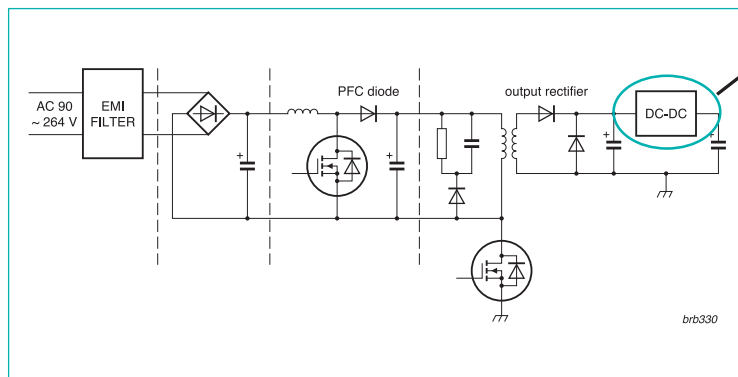 AC 90
~ 264 V
EMI
FILTER
PFC diode
output rectifier
DC-DC
+
+
+
+
brb330